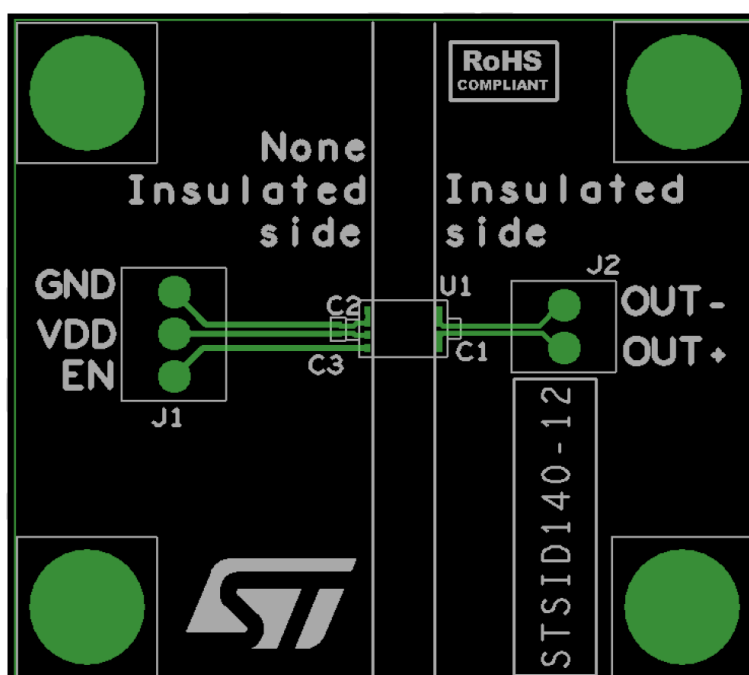 RoHS
COMPLIANT
None
Insulated
side
Insulated
side
GND
VDD
EN
J1
C2
C3
U1
C1
J2
OUT-
OUT+
STSID140-12
ST